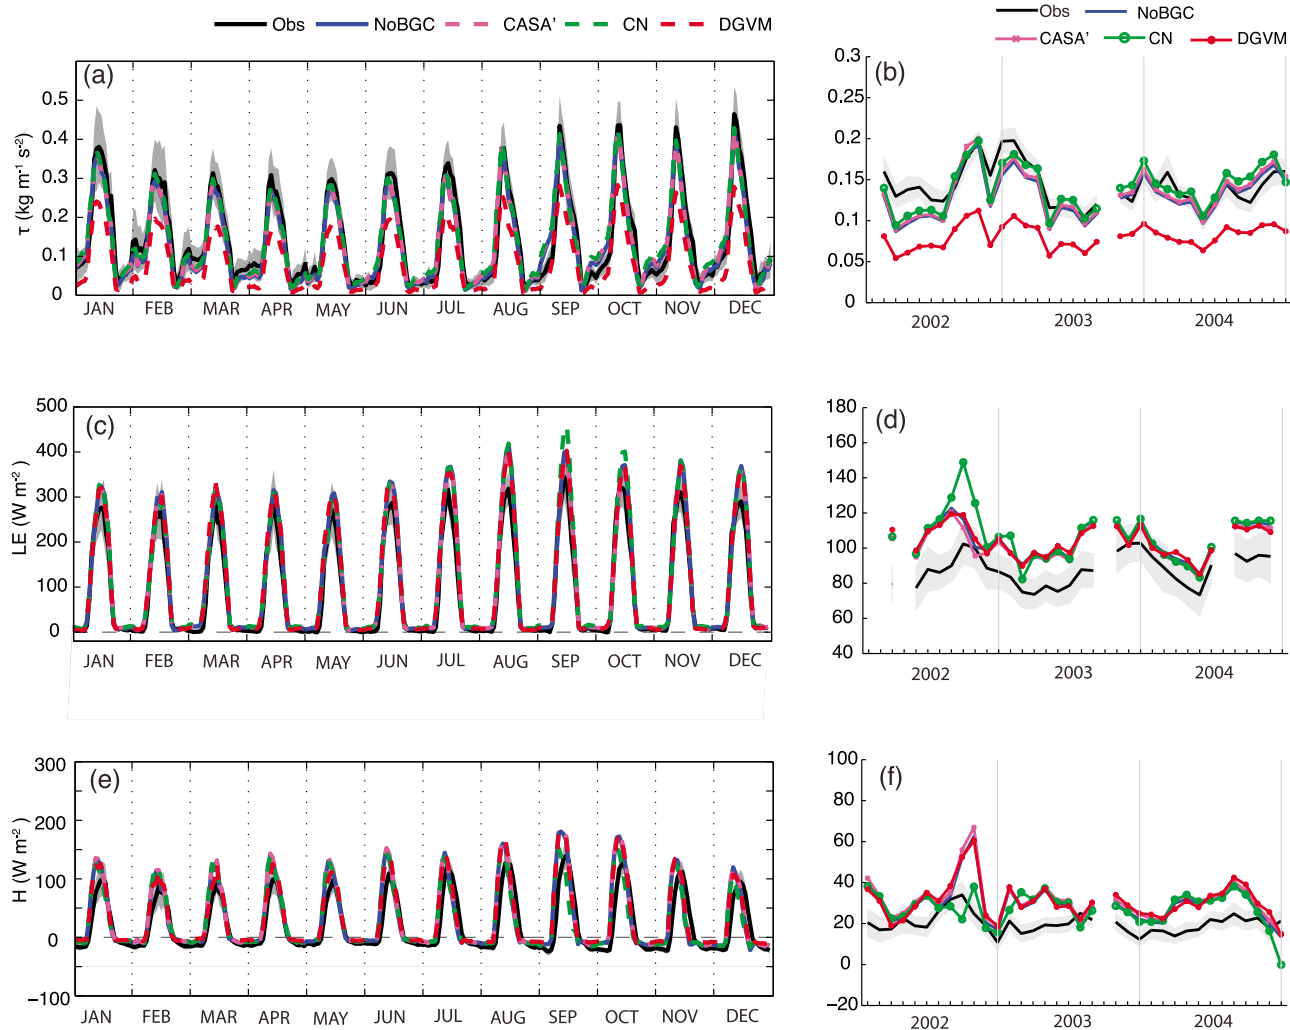 Obs NoBGC CASA' CN DGVM
Obs NoBGC
CASA' CN DGVM
(a)
τ (kg m⁻¹ s⁻²)
0.5
0.4
0.3
0.2
0.1
0
JAN FEB MAR APR MAY JUN JUL AUG SEP OCT NOV DEC
(b)
0.3
0.25
0.2
0.15
0.1
0.05
0
2002 2003 2004
(c)
LE (W m⁻²)
500
400
300
200
100
0
JAN FEB MAR APR MAY JUN JUL AUG SEP OCT NOV DEC
(d)
180
160
140
120
100
80
60
40
2002 2003 2004
(e)
H (W m⁻²)
300
200
100
0
−100
JAN FEB MAR APR MAY JUN JUL AUG SEP OCT NOV DEC
(f)
100
80
60
40
20
0
−20
2002 2003 2004